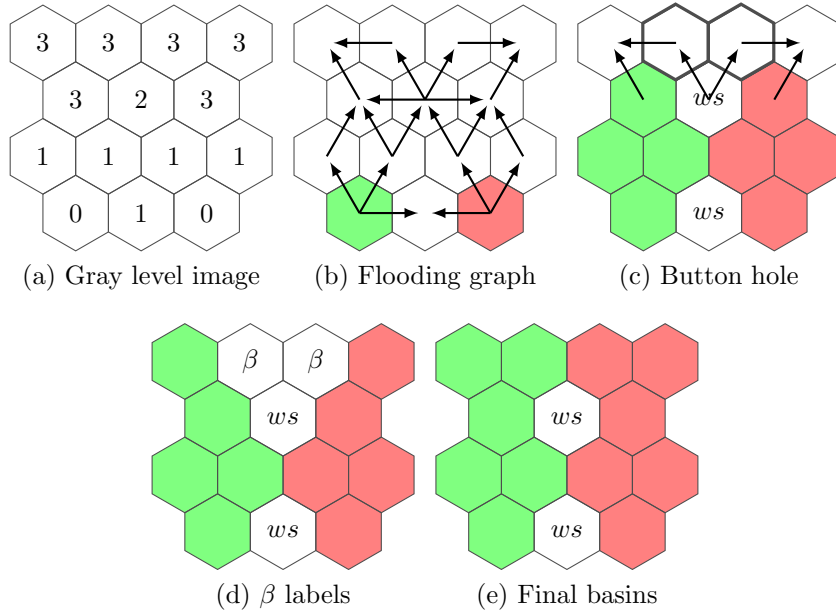 3 3 3 3
3 2 3
1 1 1 1
0 1 0
(a) Gray level image
(b) Flooding graph
ws
ws
(c) Button hole
β β
ws
ws
(d) β labels
ws
ws
(e) Final basins